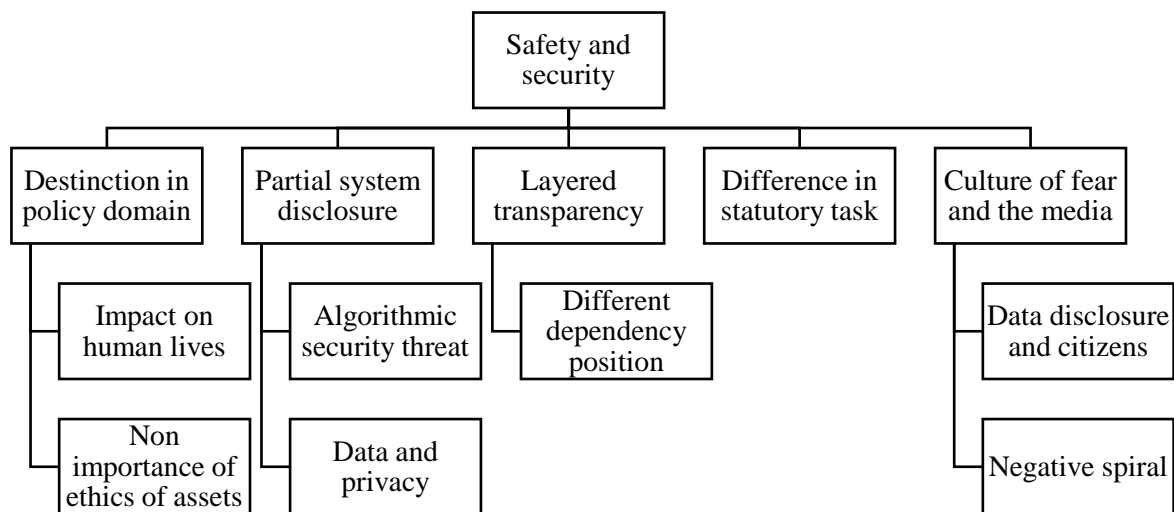 Safety and
security
Destinction in
policy domain
Partial system
disclosure
Layered
transparency
Difference in
statutory task
Culture of fear
and the media
Impact on
human lives
Algorithmic
security threat
Different
dependency
position
Data disclosure
and citizens
Non
importance of
ethics of assets
Data and
privacy
Negative spiral